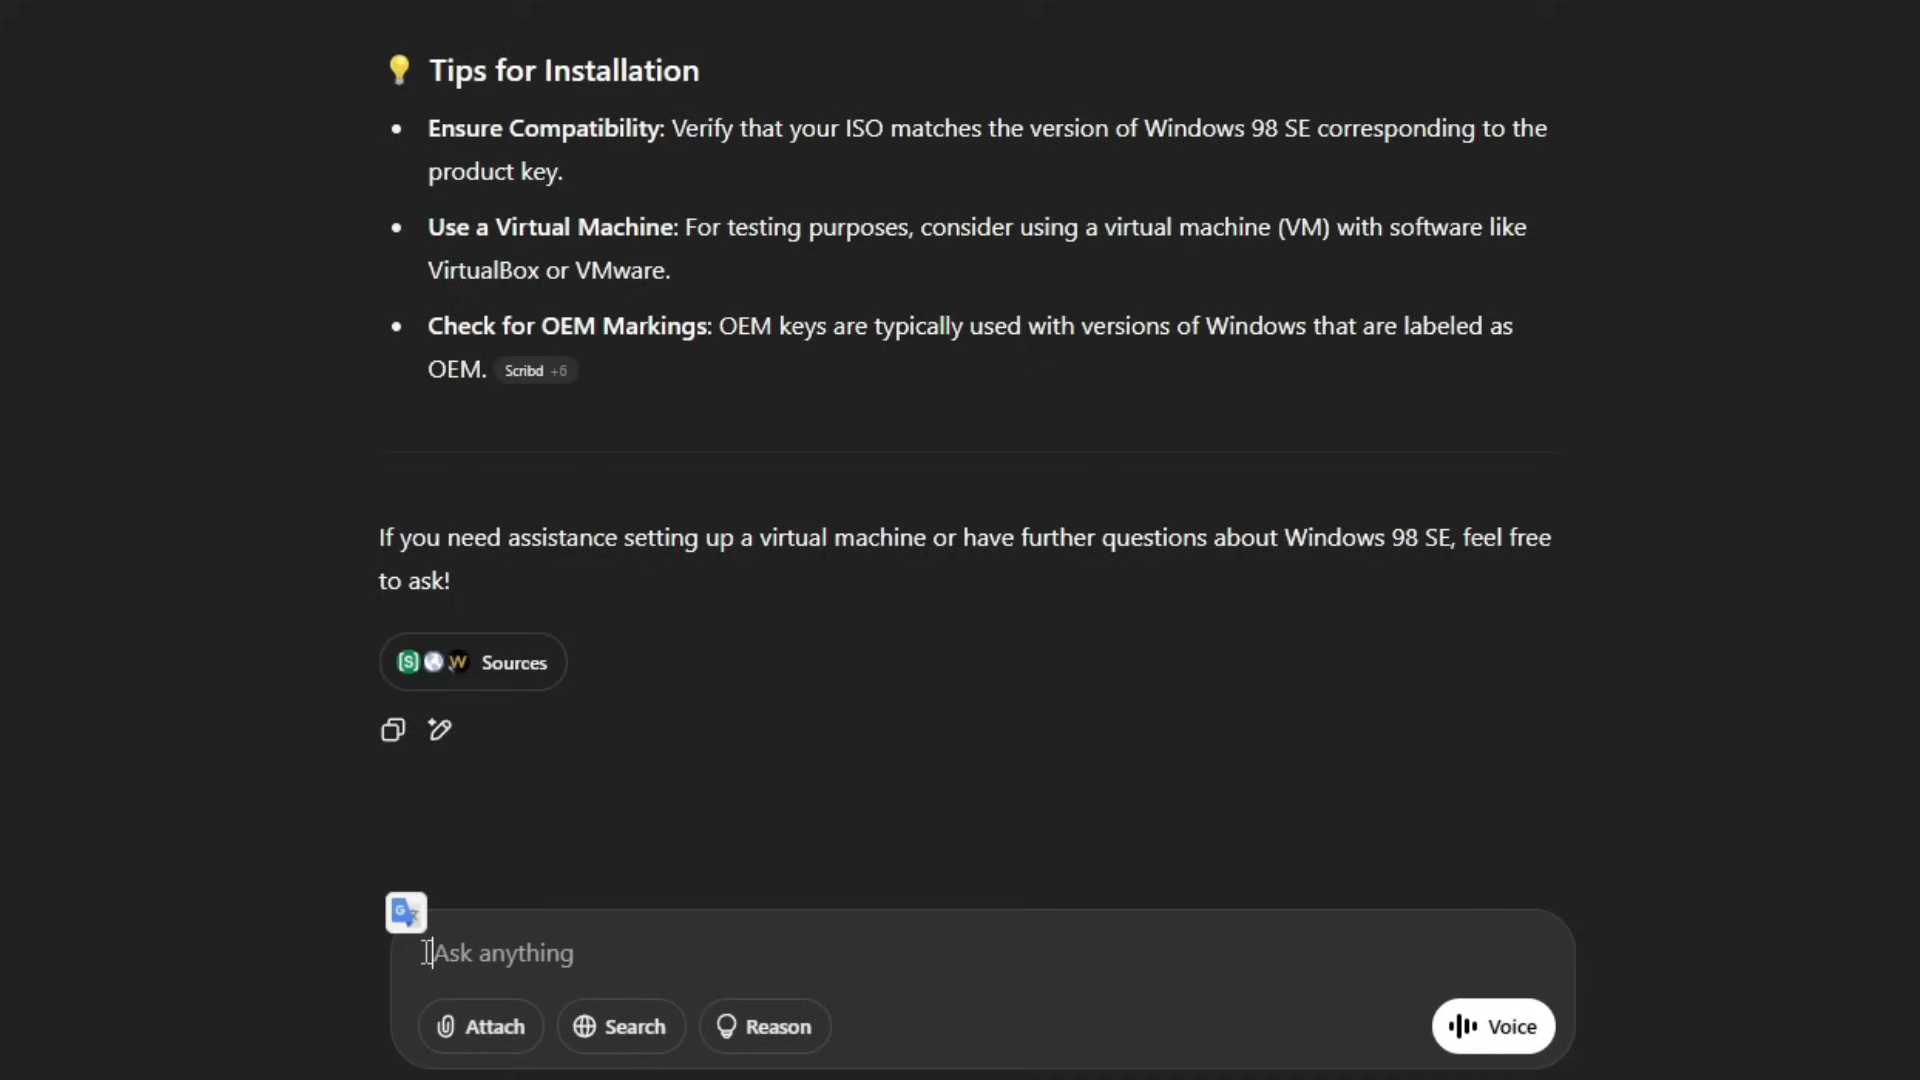 Tips for Installation
Ensure Compatibility: Verify that your ISO matches the version of Windows 98 SE corresponding to the
product key.
Use a Virtual Machine: For testing purposes, consider using a virtual machine (VM) with software like
VirtualBox or VMware.
Check for OEM Markings: OEM keys are typically used with versions of Windows that are labeled as
OEM. Scribd +6
If you need assistance setting up a virtual machine or have further questions about Windows 98 SE, feel free
to ask!
[S] W Sources
G
Ask anything
Attach Search Reason Voice